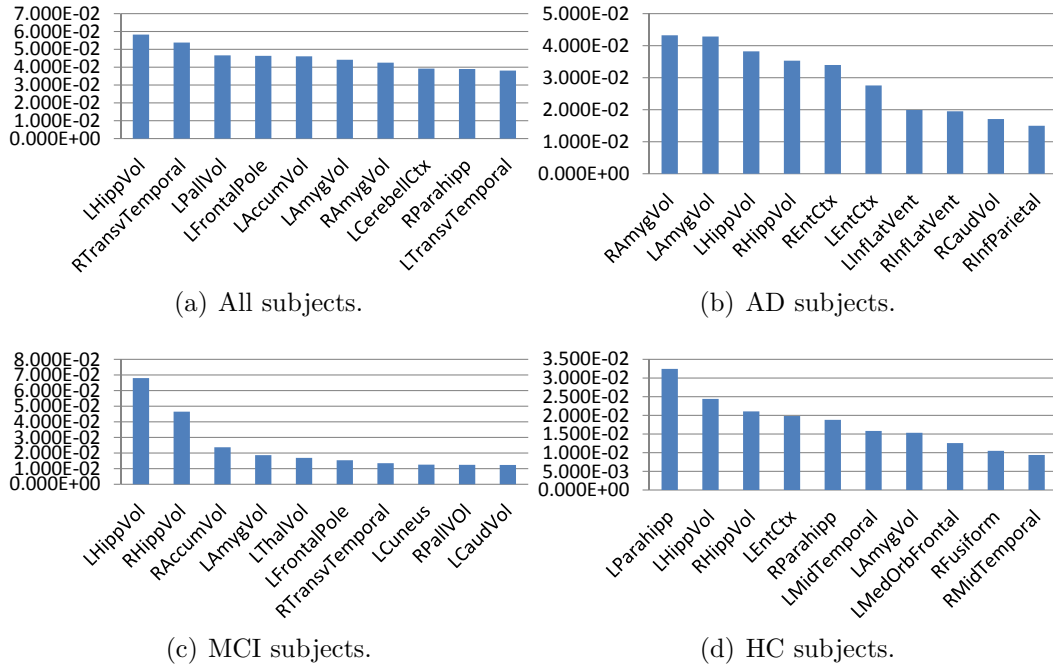 7.000E-02
6.000E-02
5.000E-02
4.000E-02
3.000E-02
2.000E-02
1.000E-02
0.000E+00
LHippVol
RTransvTemporal
LPallVol
LFrontalPole
LAccumVol
LAmygVol
RAmygVol
LCerebellCtx
RParahipp
LTransvTemporal
(a) All subjects.
5.000E-02
4.000E-02
3.000E-02
2.000E-02
1.000E-02
0.000E+00
RAmygVol
LAmygVol
LHippVol
RHippVol
REntCtx
LEntCtx
LInfLatVent
RInfLatVent
RCaudVol
RInfParietal
(b) AD subjects.
8.000E-02
7.000E-02
6.000E-02
5.000E-02
4.000E-02
3.000E-02
2.000E-02
1.000E-02
0.000E+00
LHippVol
RHippVol
RAccumVol
LAmygVol
LThalVol
LFrontalPole
RTransvTemporal
LCuneus
RPallVOl
LCaudVol
(c) MCI subjects.
3.500E-02
3.000E-02
2.500E-02
2.000E-02
1.500E-02
1.000E-02
5.000E-03
0.000E+00
LParahipp
LHippVol
RHippVol
LEntCtx
RParahipp
LMidTemporal
LAmygVol
LMedOrbFrontal
RFusiform
RMidTemporal
(d) HC subjects.